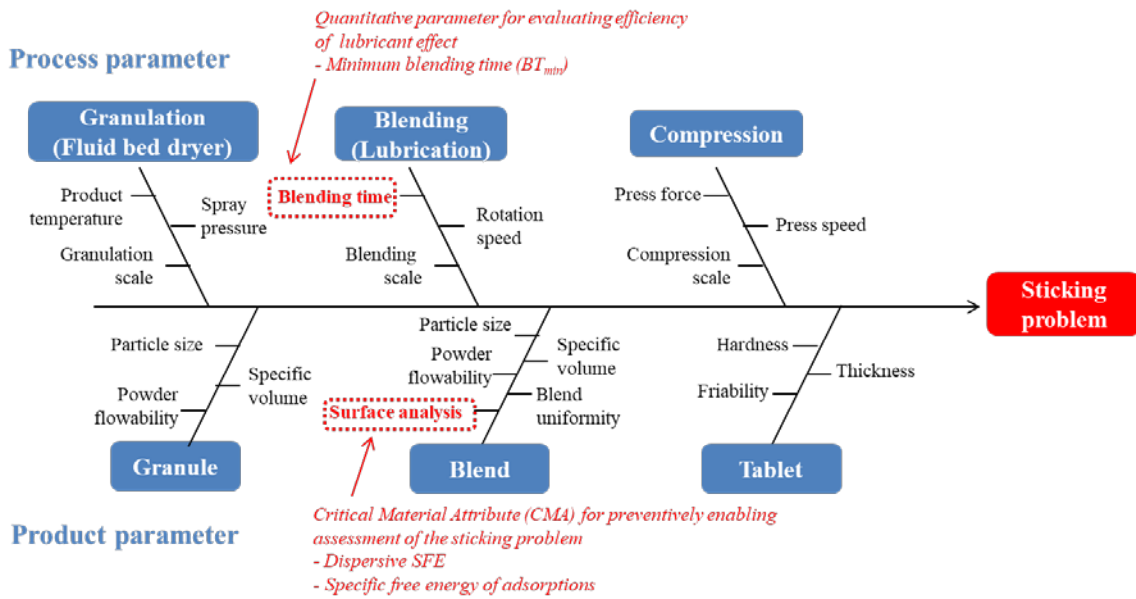 Quantitative parameter for evaluating efficiency
of lubricant effect
- Minimum blending time (BTmin)
Process parameter
Granulation
(Fluid bed dryer)
Blending
(Lubrication)
Compression
Product
temperature
Spray
pressure
Granulation
scale
Blending time
Rotation
speed
Blending
scale
Press force
Press speed
Compression
scale
Sticking
problem
Particle size
Specific
volume
Powder
flowability
Particle size
Specific
volume
Powder
flowability
Blend
uniformity
Surface analysis
Hardness
Thickness
Friability
Granule
Blend
Tablet
Product parameter
Critical Material Attribute (CMA) for preventively enabling
assessment of the sticking problem
- Dispersive SFE
- Specific free energy of adsorptions